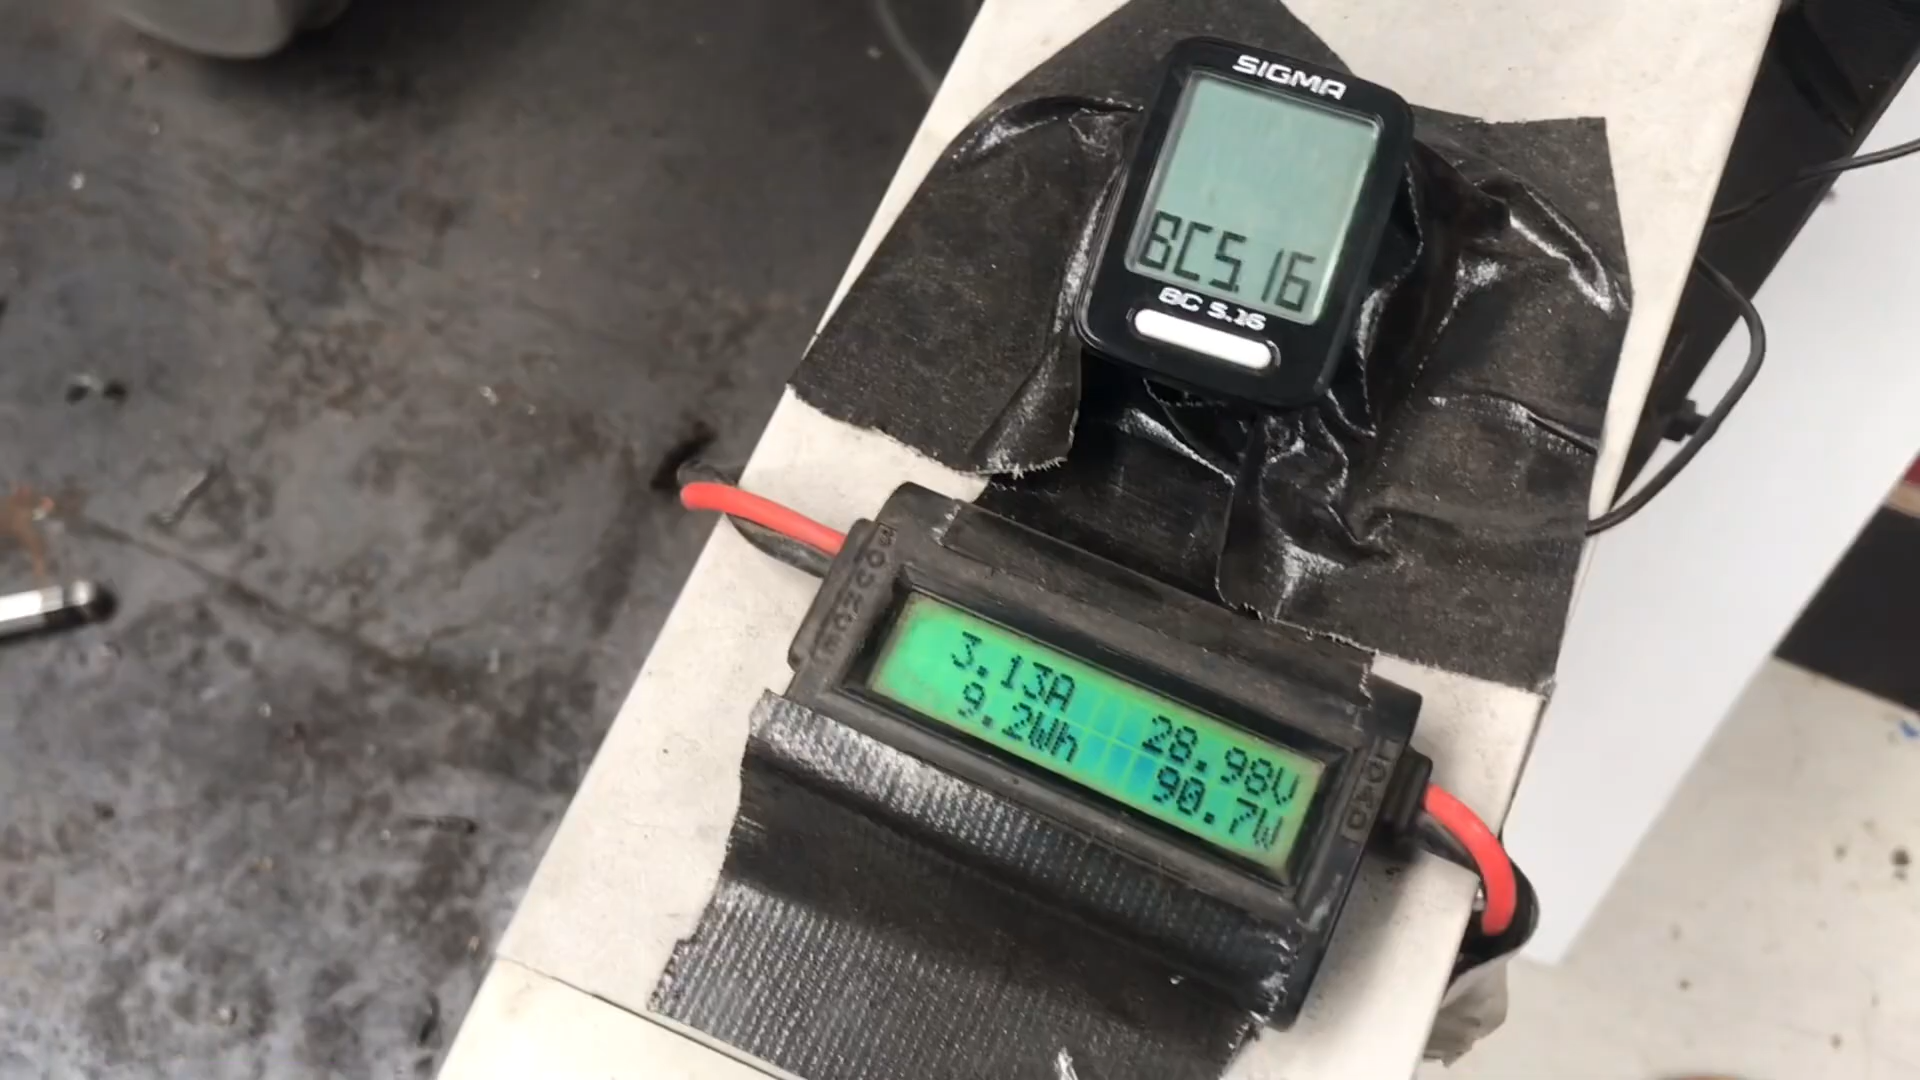 SIGMA
BC5.16
BC 5.16
3.13A 28.98V
9.2Wh 90.7W
SOURCE
LOAD